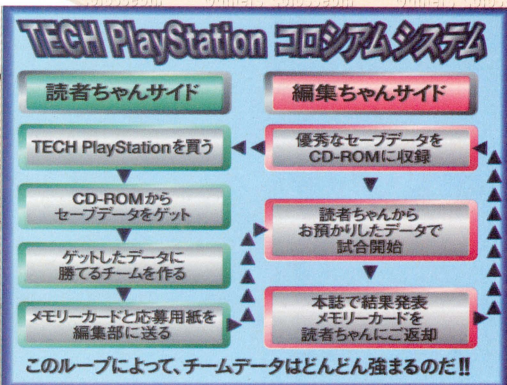 TECH PlayStation コロシアムシステム
読者ちゃんサイド
TECH PlayStationを買う
CD-ROMから
セーブデータをゲット
ゲットしたデータに
勝てるチームを作る
メモリーカードと応募用紙を
編集部に送る
編集ちゃんサイド
優秀なセーブデータを
CD-ROMに収録
読者ちゃんから
お預かりしたデータで
試合開始
本誌で結果発表
メモリーカードを
読者ちゃんにご返却
このループによって、チームデータはどんどん強まるのだ!!